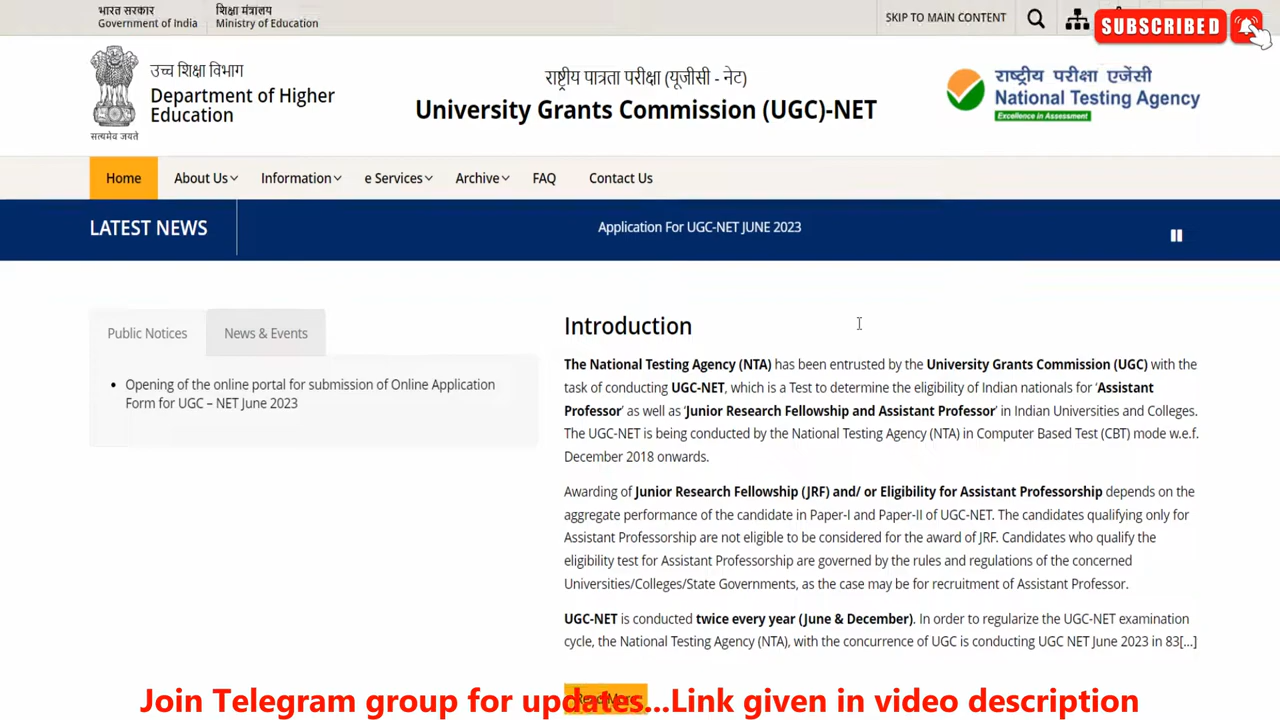 भारत सरकार
Government of India
शिक्षा मंत्रालय
Ministry of Education
SKIP TO MAIN CONTENT
SUBSCRIBED
सत्यमेव जयते
उच्च शिक्षा विभाग
Department of Higher
Education
राष्ट्रीय पात्रता परीक्षा (यूजीसी - नेट)
University Grants Commission (UGC)-NET
राष्ट्रीय परीक्षा एजेंसी
National Testing Agency
Excellence in Assessment
Home About Us Information e Services Archive FAQ Contact Us
LATEST NEWS
Application For UGC-NET JUNE 2023
Public Notices News & Events
• Opening of the online portal for submission of Online Application
Form for UGC – NET June 2023
Introduction
The National Testing Agency (NTA) has been entrusted by the University Grants Commission (UGC) with the
task of conducting UGC-NET, which is a Test to determine the eligibility of Indian nationals for ‘Assistant
Professor’ as well as ‘Junior Research Fellowship and Assistant Professor’ in Indian Universities and Colleges.
The UGC-NET is being conducted by the National Testing Agency (NTA) in Computer Based Test (CBT) mode w.e.f.
December 2018 onwards.
Awarding of Junior Research Fellowship (JRF) and/ or Eligibility for Assistant Professorship depends on the
aggregate performance of the candidate in Paper-I and Paper-II of UGC-NET. The candidates qualifying only for
Assistant Professorship are not eligible to be considered for the award of JRF. Candidates who qualify the
eligibility test for Assistant Professorship are governed by the rules and regulations of the concerned
Universities/Colleges/State Governments, as the case may be for recruitment of Assistant Professor.
UGC-NET is conducted twice every year (June & December). In order to regularize the UGC-NET examination
cycle, the National Testing Agency (NTA), with the concurrence of UGC is conducting UGC NET June 2023 in 83[...]
Join Telegram group for updates...Link given in video description